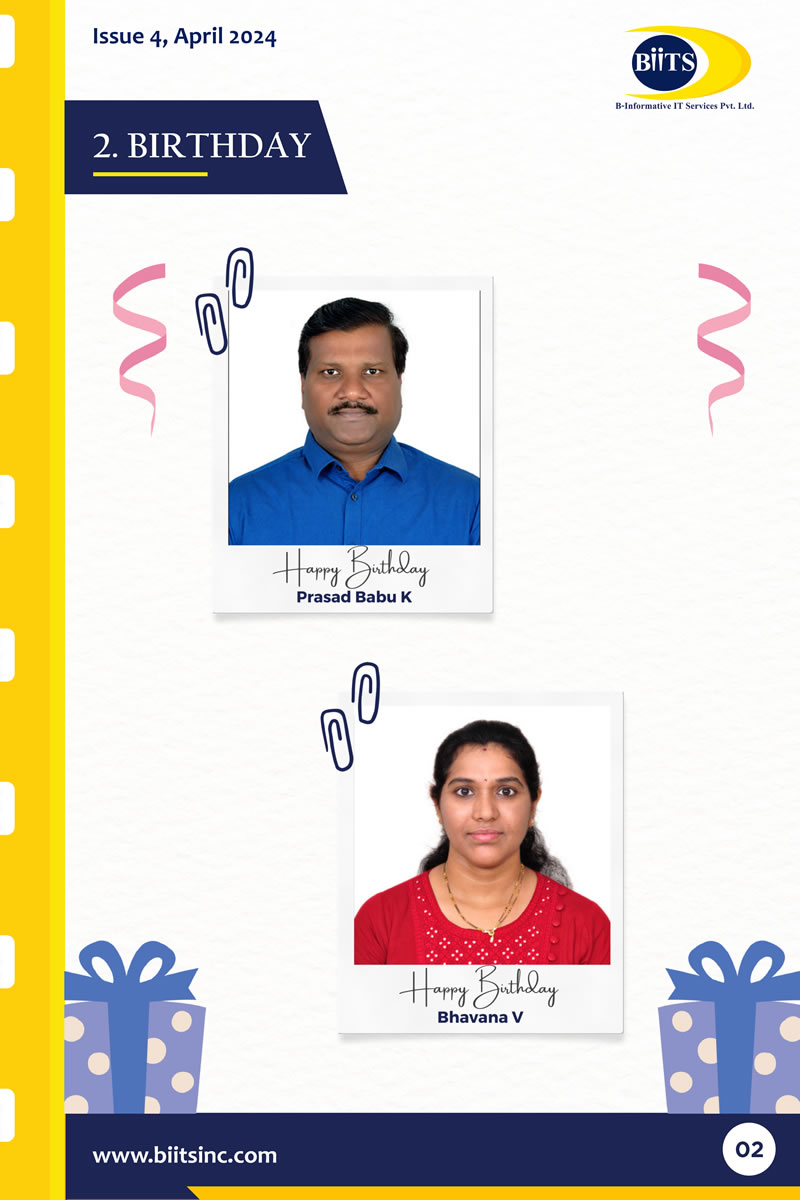 Issue 4, April 2024
BiiTS
B-Informative IT Services Pvt. Ltd.
2. BIRTHDAY
Happy Birthday
Prasad Babu K
Happy Birthday
Bhavana V
www.biitsinc.com
02